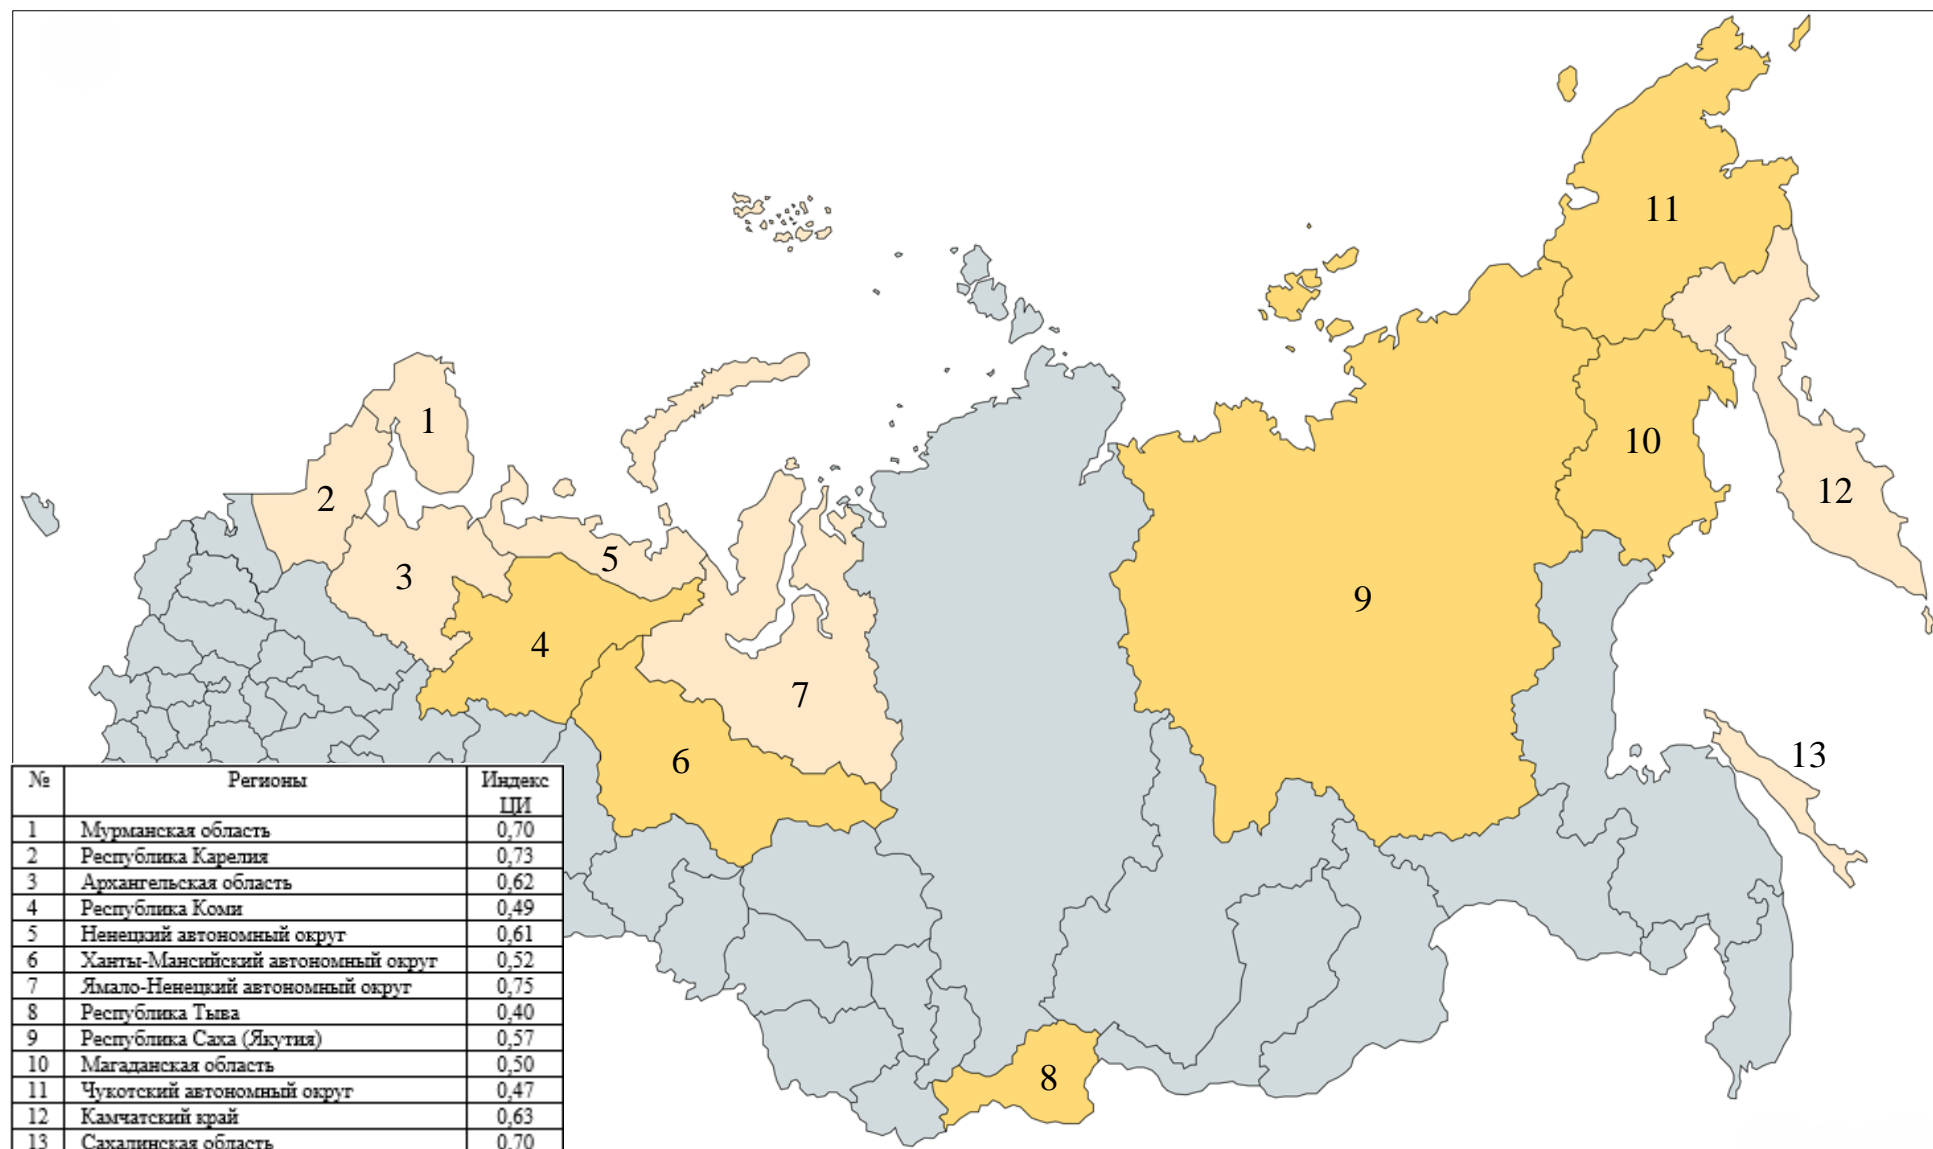 11
1
10
2
12
5
3
9
4
7
13
6
8
№ Регионы Индекс
ЦИ
1 Мурманская область 0,70
2 Республика Карелия 0,73
3 Архангельская область 0,62
4 Республика Коми 0,49
5 Ненецкий автономный округ 0,61
6 Ханты-Мансийский автономный округ 0,52
7 Ямало-Ненецкий автономный округ 0,75
8 Республика Тыва 0,40
9 Республика Саха (Якутия) 0,57
10 Магаданская область 0,50
11 Чукотский автономный округ 0,47
12 Камчатский край 0,63
13 Сахалинская область 0,70